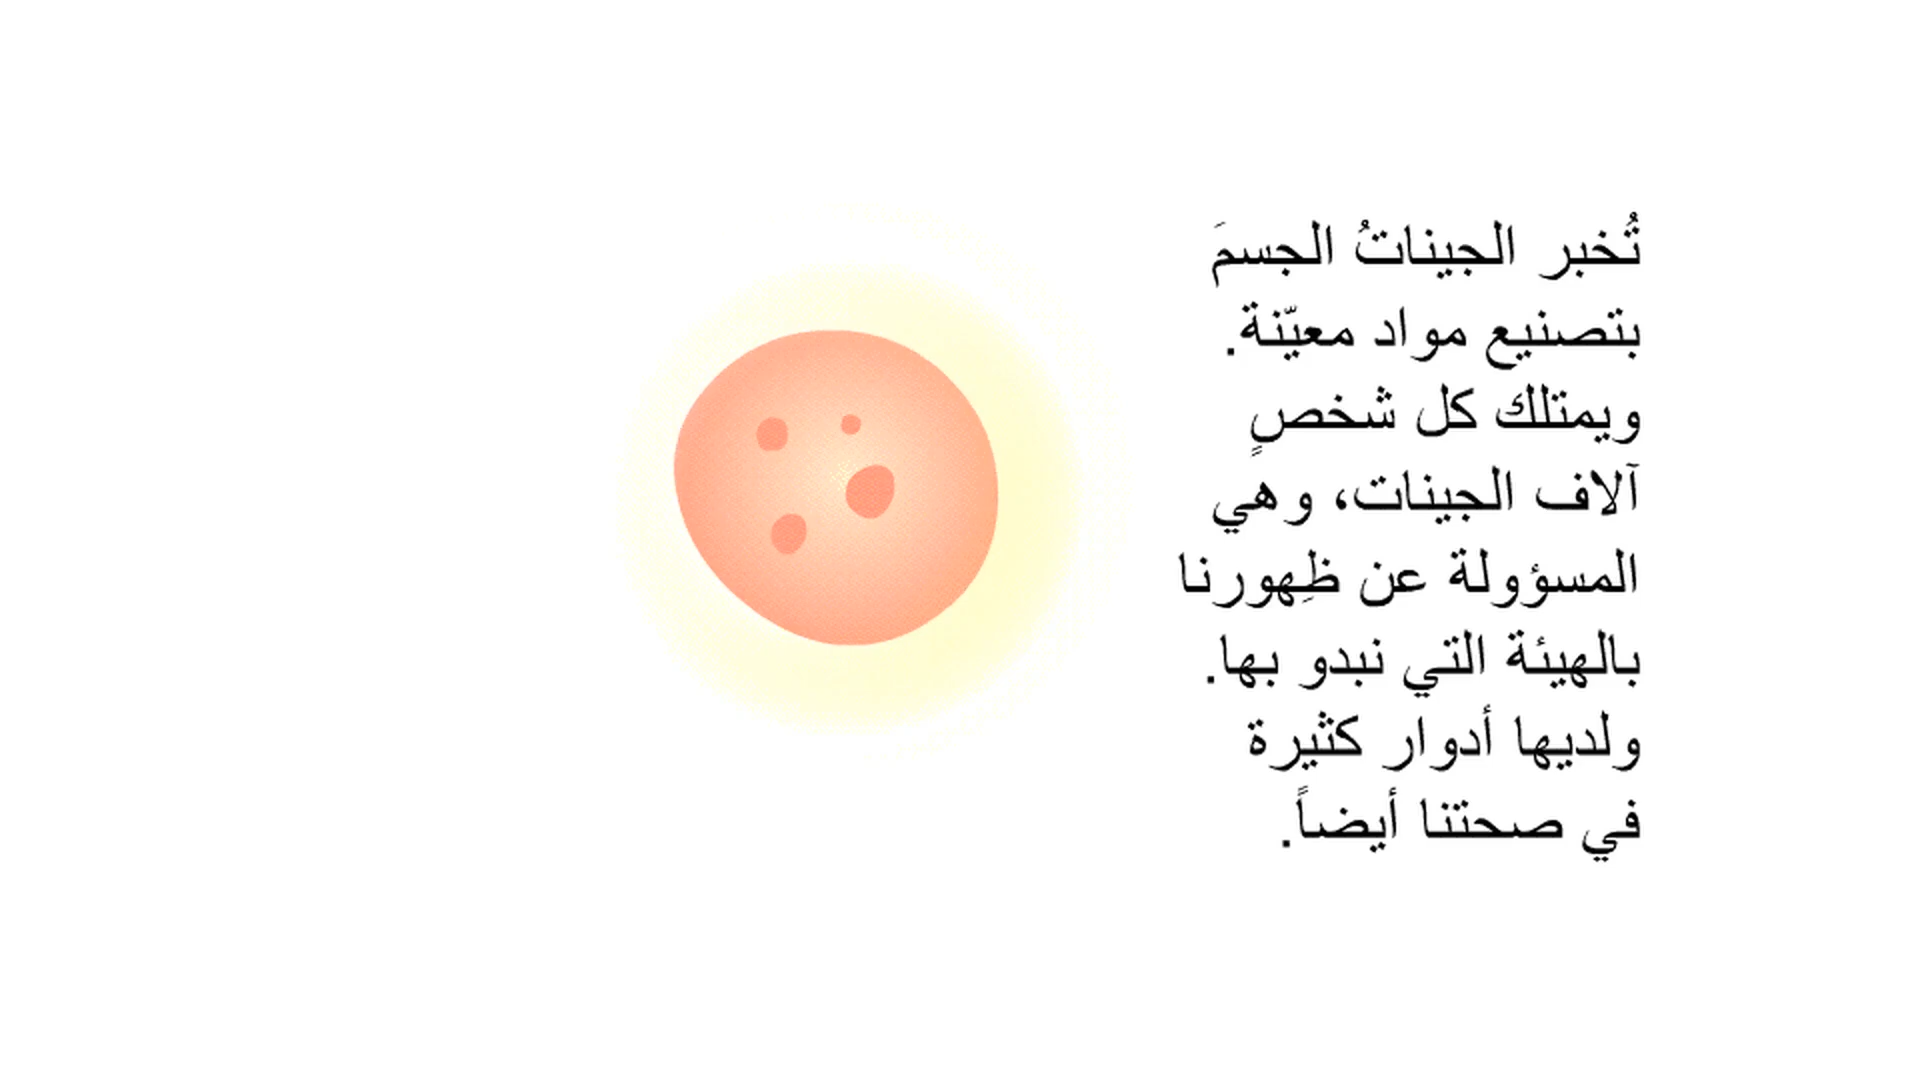 تُخبر الجيناتُ الجسمَ
بتصنيع مواد معيّنة.
ويمتلك كل شخصٍ
آلاف الجينات، وهي
المسؤولة عن ظِهورنا
بالهيئة التي نبدو بها.
ولديها أدوار كثيرة
في صحتنا أيضاً.